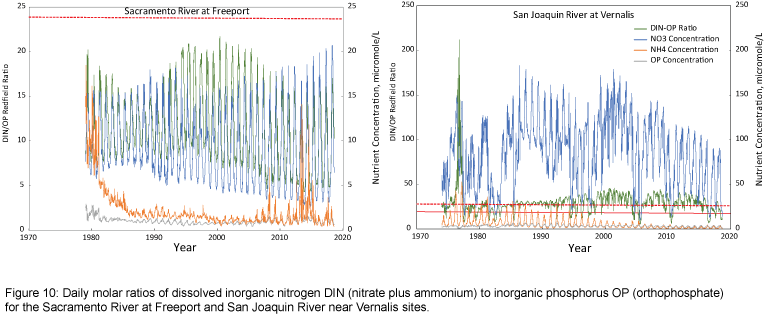 Sacramento River at Freeport
25
20
15
10
5
0
DIN/OP Redfield Ratio
25
20
15
10
5
0
Nutrient Concentration, micromole/L
1970
1980
1990
2000
2010
2020
Year
San Joaquin River at Vernalis
DIN-OP Ratio
NO3 Concentration
NH4 Concentration
OP Concentration
250
200
150
100
50
0
DIN/OP Redfield Ratio
250
200
150
100
50
0
Nutrient Concentration, micromole/L
1970
1980
1990
2000
2010
2020
Year
Figure 10: Daily molar ratios of dissolved inorganic nitrogen DIN (nitrate plus ammonium) to inorganic phosphorus OP (orthophosphate)
for the Sacramento River at Freeport and San Joaquin River near Vernalis sites.